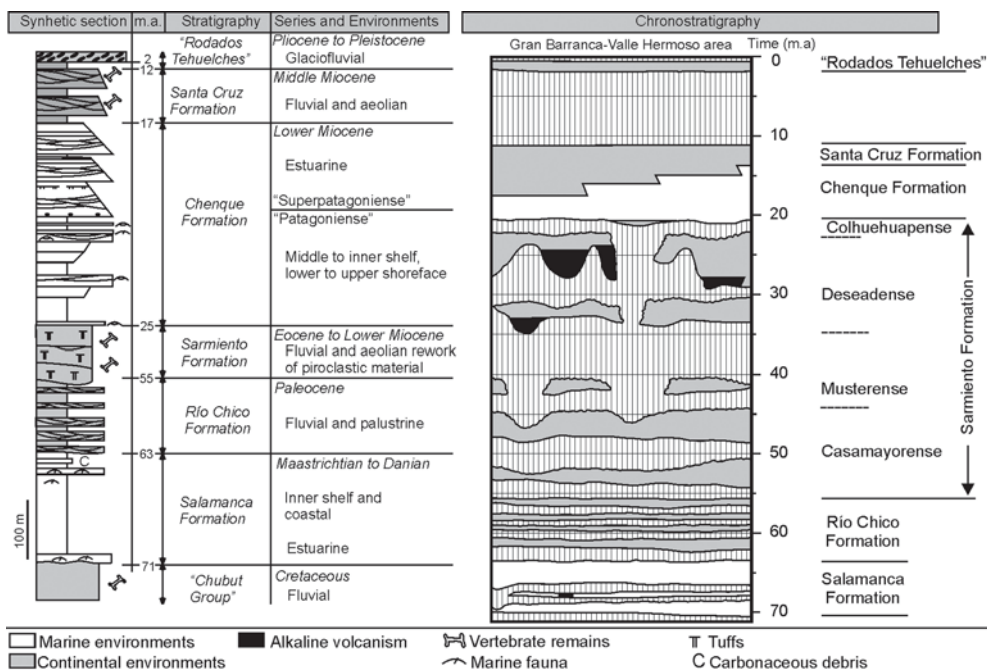 Synhetic section
m.a.
Stratigraphy
Series and Environments
Chronostratigraphy
2
"Rodados
Tehuelches"
Pliocene to Pleistocene
Glaciofluvial
12
Santa Cruz
Formation
Middle Miocene
Fluvial and aeolian
17
Chenque
Formation
Lower Miocene
Estuarine
"Superpatagoniense"
"Patagoniense"
Middle to inner shelf,
lower to upper shoreface
25
Sarmiento
Formation
Eocene to Lower Miocene
Fluvial and aeolian rework
of piroclastic material
T T
T T
T T
55
Río Chico
Formation
Paleocene
Fluvial and palustrine
63
C
Salamanca
Formation
Maastrichtian to Danian
Inner shelf and
coastal
Estuarine
100 m
71
"Chubut
Group"
Cretaceous
Fluvial
Gran Barranca-Valle Hermoso area
Time (m.a)
0
10
20
30
40
50
60
70
"Rodados Tehuelches"
Santa Cruz Formation
Chenque Formation
Colhuehuapense
Deseadense
Musterense
Casamayorense
Sarmiento Formation
Río Chico
Formation
Salamanca
Formation
Marine environments
Alkaline volcanism
Vertebrate remains
T Tuffs
Continental environments
Marine fauna
C Carbonaceous debris